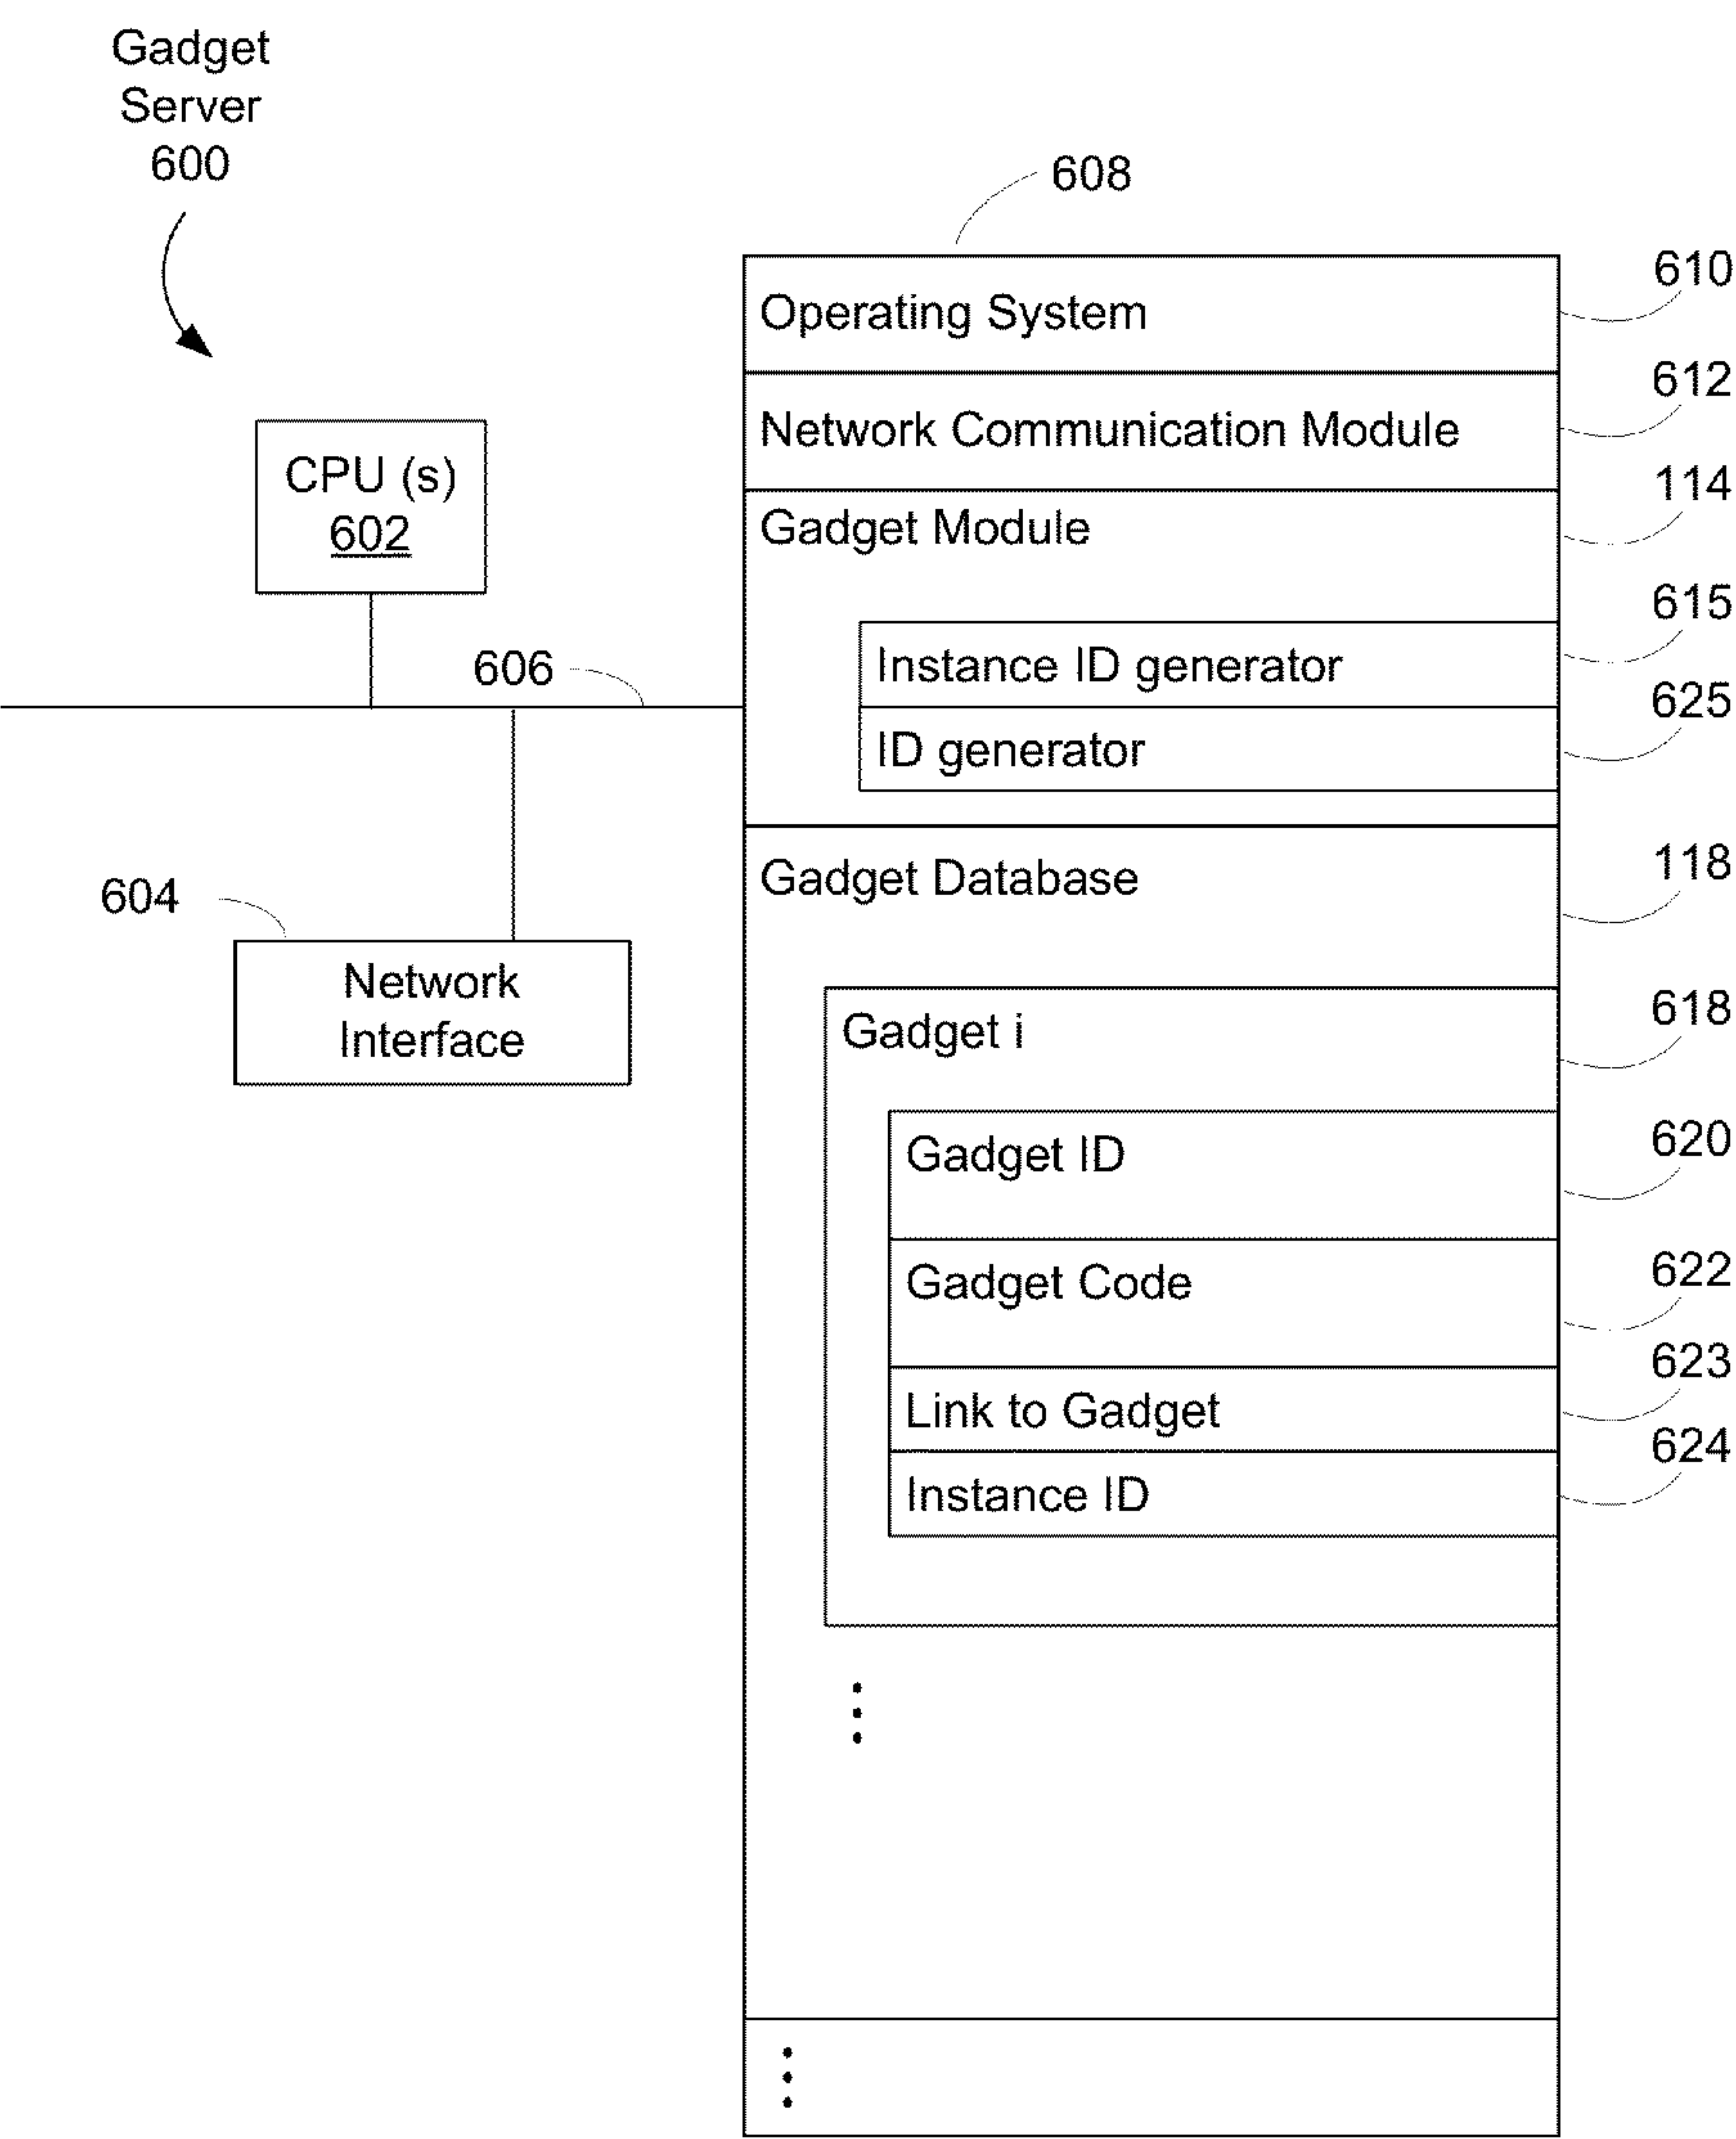 Gadget
Server
600
608
610
Operating System
612
Network Communication Module
114
Gadget Module
CPU (s)
602
615
Instance ID generator
606
625
ID generator
118
Gadget Database
604
Network
Interface
618
Gadget i
620
Gadget ID
622
Gadget Code
623
Link to Gadget
624
Instance ID